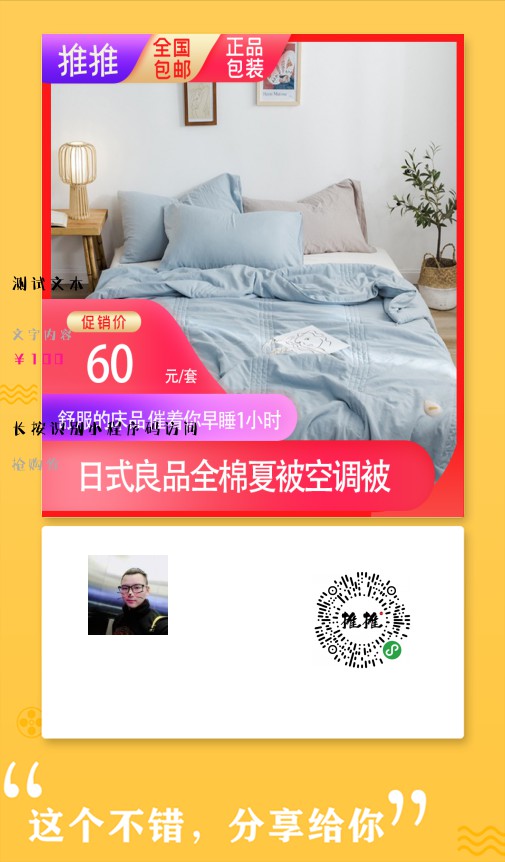 推推
全国
包邮
正品
包装
测试文本
文字内容
促销价
￥100
60 元/套
舒服的床品 催着你早睡1小时
长按识别小程序码访问
抢购
日式良品全棉夏被空调被
推推
“这个不错，分享给你”